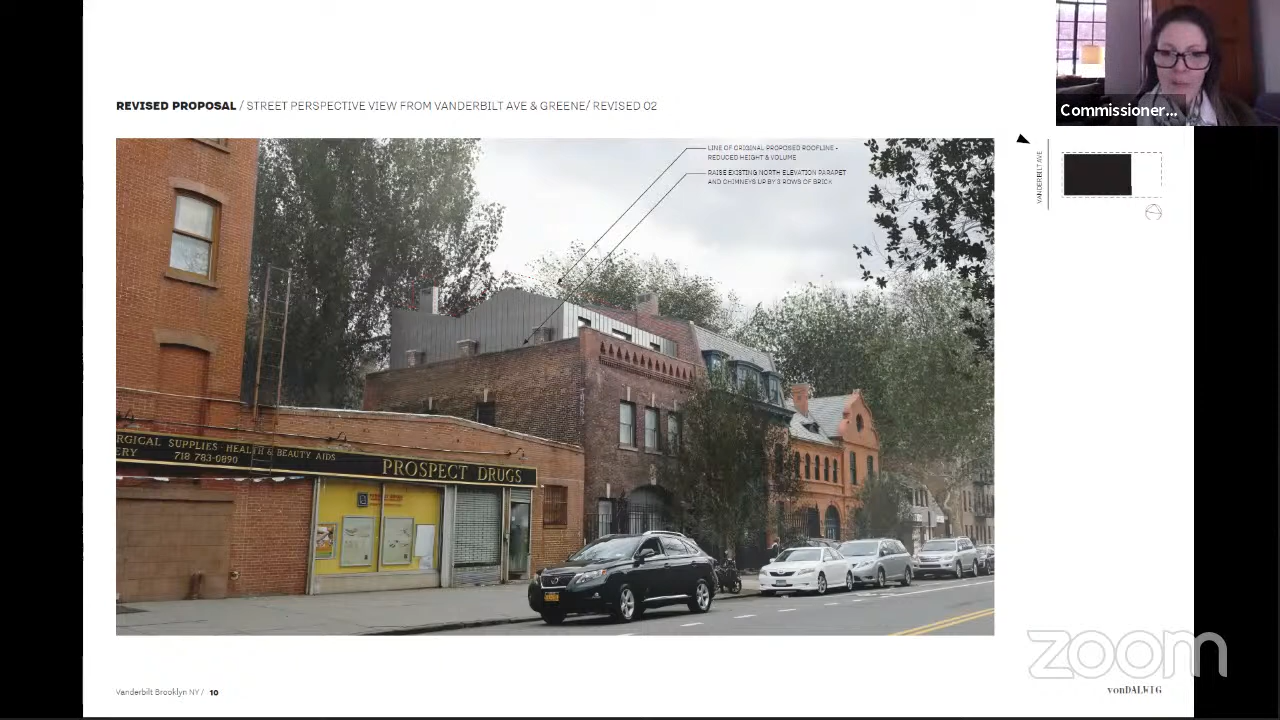 Commissioner...
REVISED PROPOSAL / STREET PERSPECTIVE VIEW FROM VANDERBILT AVE & GREENE/ REVISED 02
LINE OF ORIGINAL PROPOSED ROOFLINE -
REDUCED HEIGHT & VOLUME
RAISE EXISTING NORTH ELEVATION PARAPET
AND CHIMNEYS UP BY 3 ROWS OF BRICK
VANDERBILT AVE
RGICAL SUPPLIES · HEALTH & BEAUTY AIDS
ERY 718 783-0890
PROSPECT DRUGS
zoom
Vanderbilt Brooklyn NY / 10
vonDALWIG